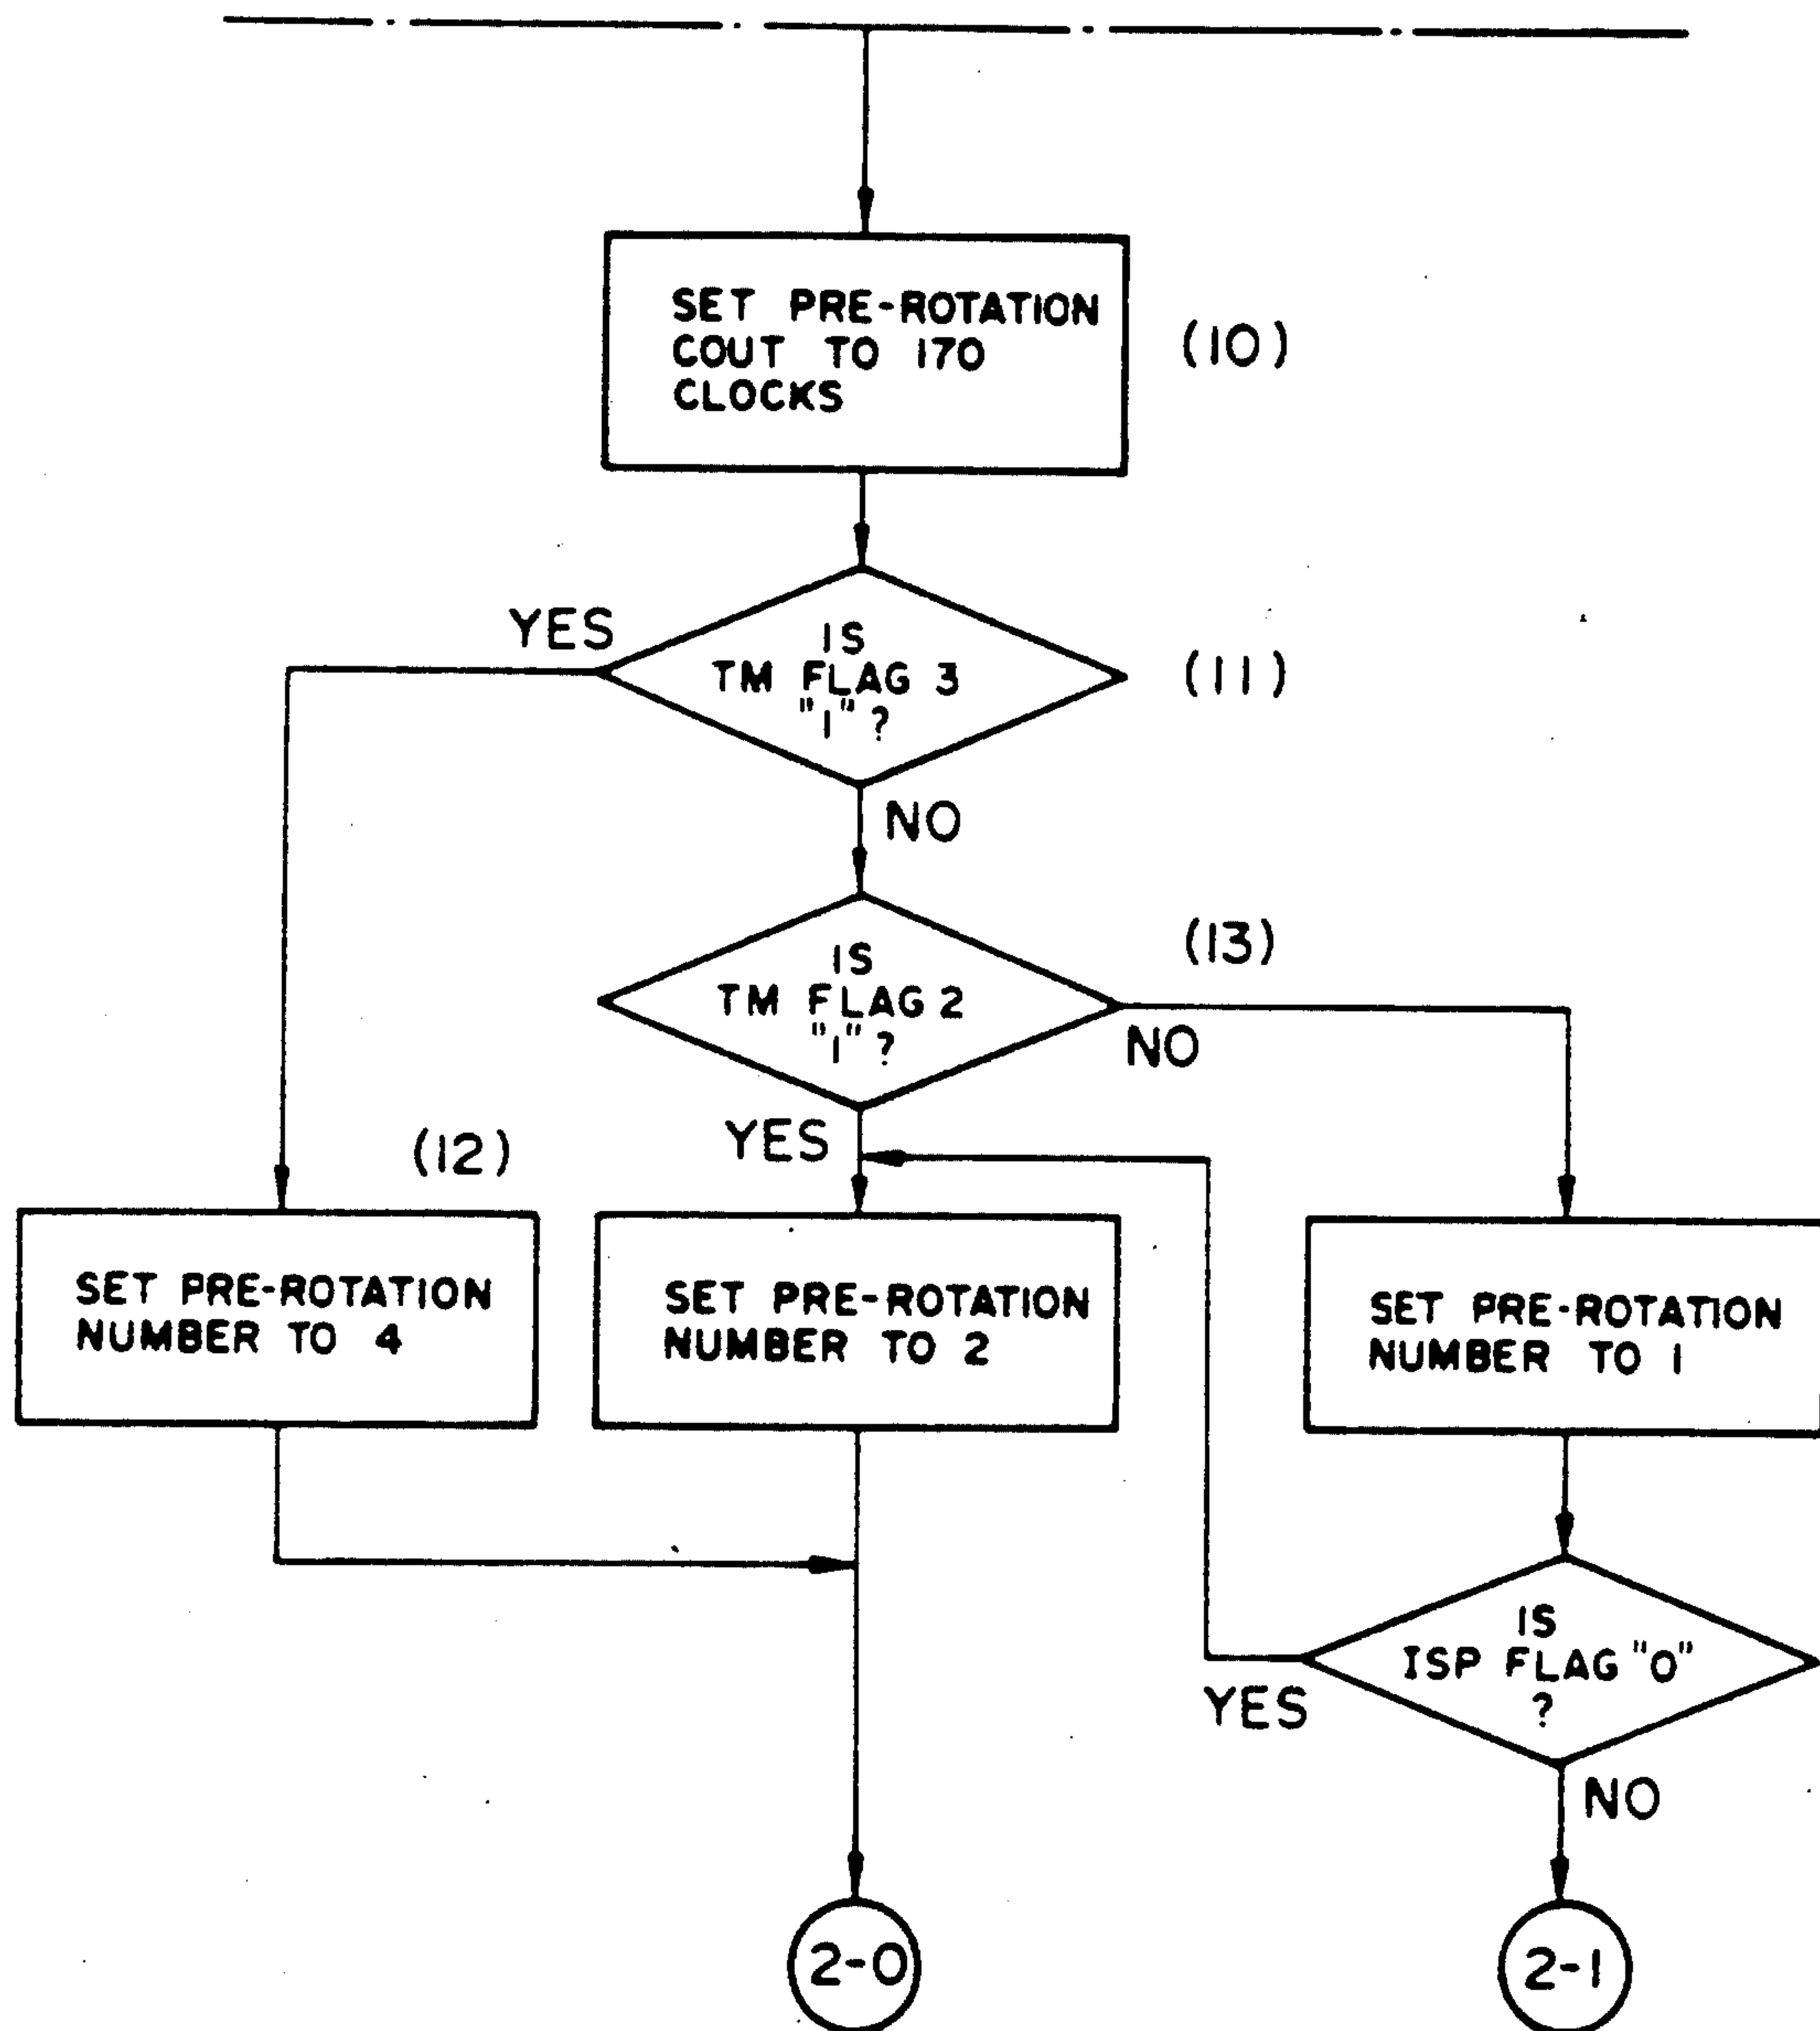 SET PRE-ROTATION
COUT TO 170
CLOCKS
(10)
YES
IS
TM FLAG 3
"1" ?
(11)
NO
IS
TM FLAG 2
"1" ?
(13)
NO
YES
(12)
SET PRE-ROTATION
NUMBER TO 4
SET PRE-ROTATION
NUMBER TO 2
SET PRE-ROTATION
NUMBER TO 1
IS
ISP FLAG "0"
?
YES
NO
2-0
2-1